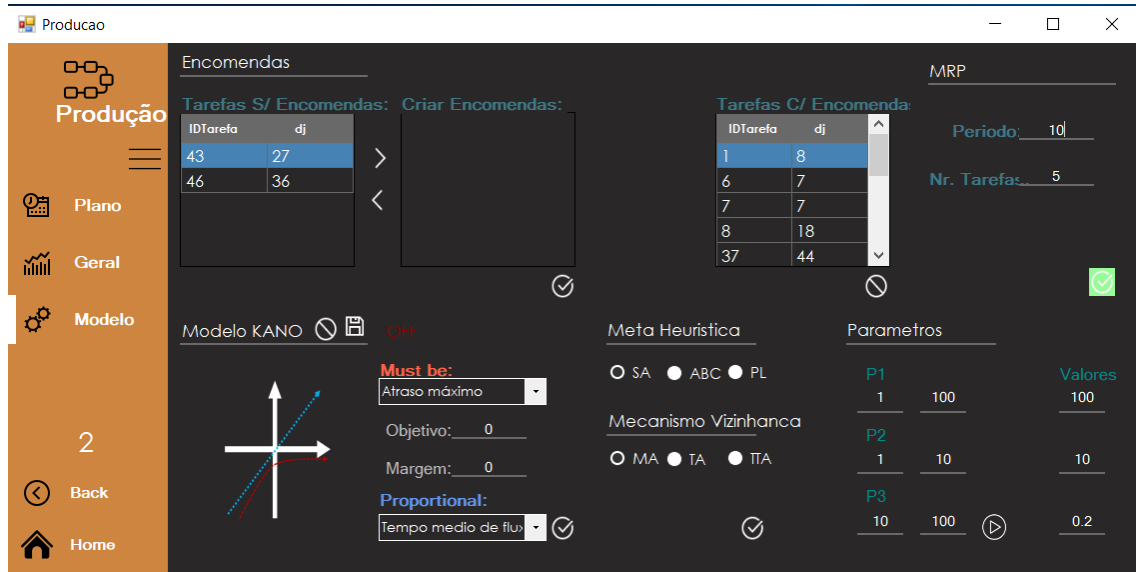 Producao
Produção
Plano
Geral
Modelo
2
Back
Home
Encomendas
Tarefas S/ Encomendas:
IDTarefa dj
43 27
46 36
Criar Encomendas:
Tarefas C/ Encomenda
IDTarefa dj
1 8
6 7
7 7
8 18
37 44
MRP
Periodo: 10
Nr. Tarefas 5
Modelo KANO
OFF
Must be:
Atraso máximo
Objetivo: 0
Margem: 0
Proportional:
Tempo medio de flu
Meta Heuristica
SA ABC PL
Mecanismo Vizinhanca
MA TA TTA
Parametros
P1 Valores
1 100 100
P2
1 10 10
P3
10 100 0.2